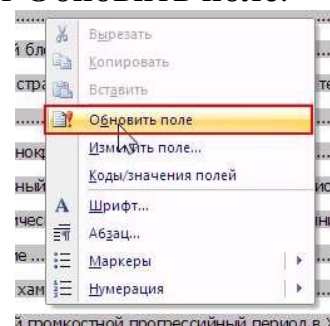 Обновить поле.
Вырезать
Копировать
Вставить
Обновить поле
Изменить поле...
Коды/значения полей
А Шрифт...
Абзац...
Маркеры
Нумерация
й громкостной прогрессийный период в